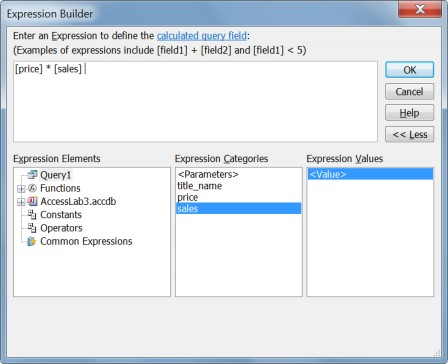 Expression Builder
Enter an Expression to define the calculated query field:
(Examples of expressions include [field1] + [field2] and [field1] < 5)
[price] * [sales]
OK
Cancel
Help
<< Less
Expression Elements
Expression Categories
Expression Values
Query1
Functions
AccessLab3.accdb
Constants
Operators
Common Expressions
<Parameters>
title_name
price
sales
<Value>